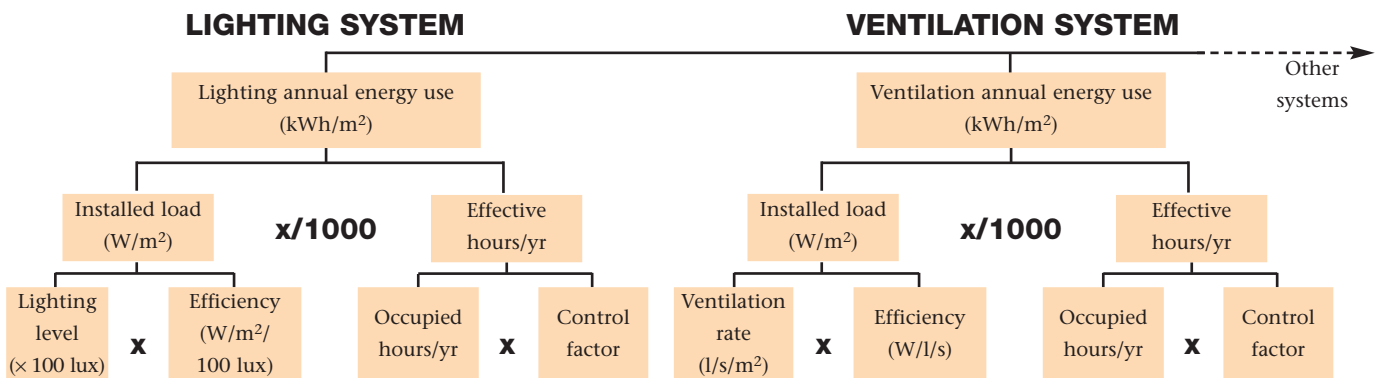 LIGHTING SYSTEM
VENTILATION SYSTEM
Other
systems
Lighting annual energy use
(kWh/m²)
Ventilation annual energy use
(kWh/m²)
Installed load
(W/m²)
x/1000
Effective
hours/yr
Installed load
(W/m²)
x/1000
Effective
hours/yr
Lighting
level
(× 100 lux)
x
Efficiency
(W/m²/
100 lux)
Occupied
hours/yr
x
Control
factor
Ventilation
rate
(l/s/m²)
x
Efficiency
(W/l/s)
Occupied
hours/yr
x
Control
factor